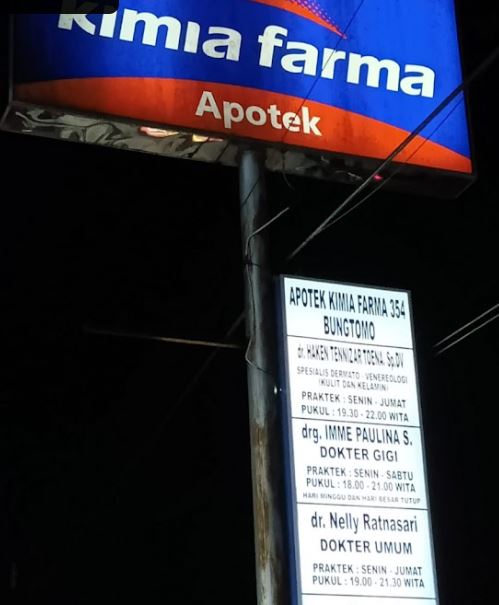 kimia farma
Apotek
APOTEK KIMIA FARMA 354
BUNGTOMO
dr. HAKEN TENNIZAR TOENA. Sp.DV
SPESIALIS DERMATO - VENEREOLOGI
(KULIT DAN KELAMIN)
PRAKTEK : SENIN - JUMAT
PUKUL : 19.30 - 22.00 WITA
drg. IMME PAULINA S.
DOKTER GIGI
PRAKTEK : SENIN - SABTU
PUKUL : 18.00 - 21.00 WITA
HARI MINGGU DAN HARI BESAR TUTUP
dr. Nelly Ratnasari
DOKTER UMUM
PRAKTEK : SENIN - JUMAT
PUKUL : 19.00 - 21.30 WITA